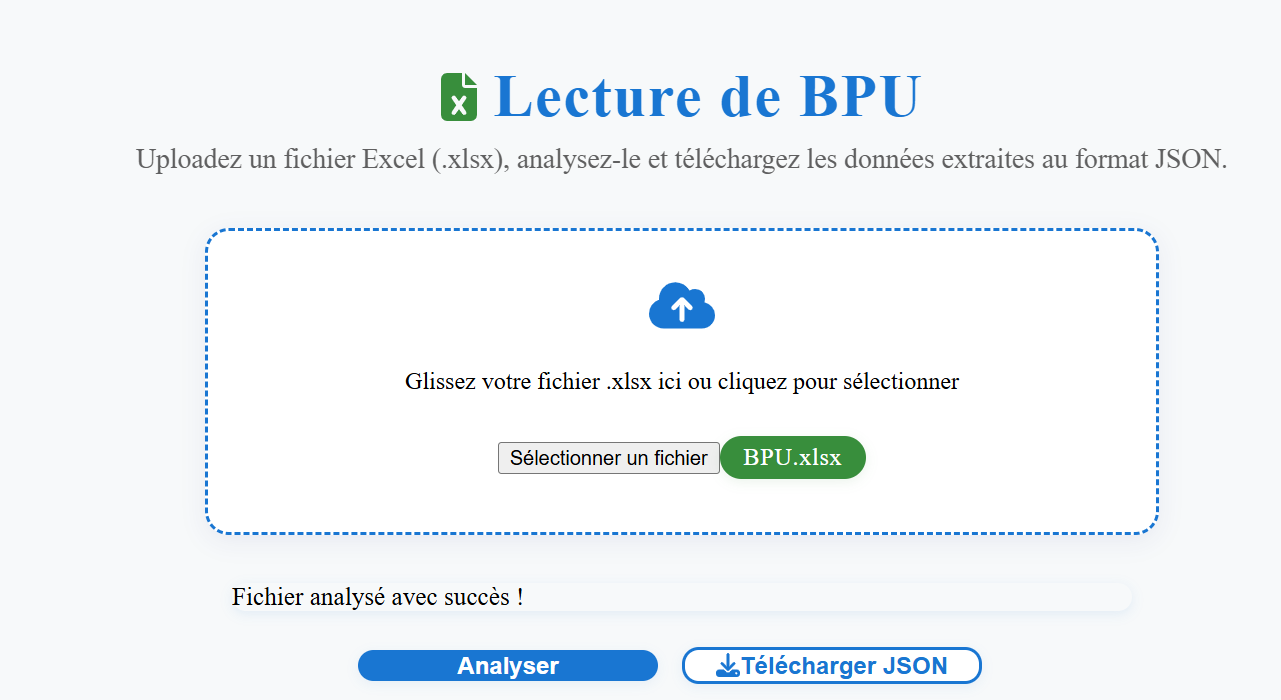 Lecture de BPU
Uploadez un fichier Excel (.xlsx), analysez-le et téléchargez les données extraites au format JSON.
Glissez votre fichier .xlsx ici ou cliquez pour sélectionner
Sélectionner un fichier BPU.xlsx
Fichier analysé avec succès !
Analyser Télécharger JSON